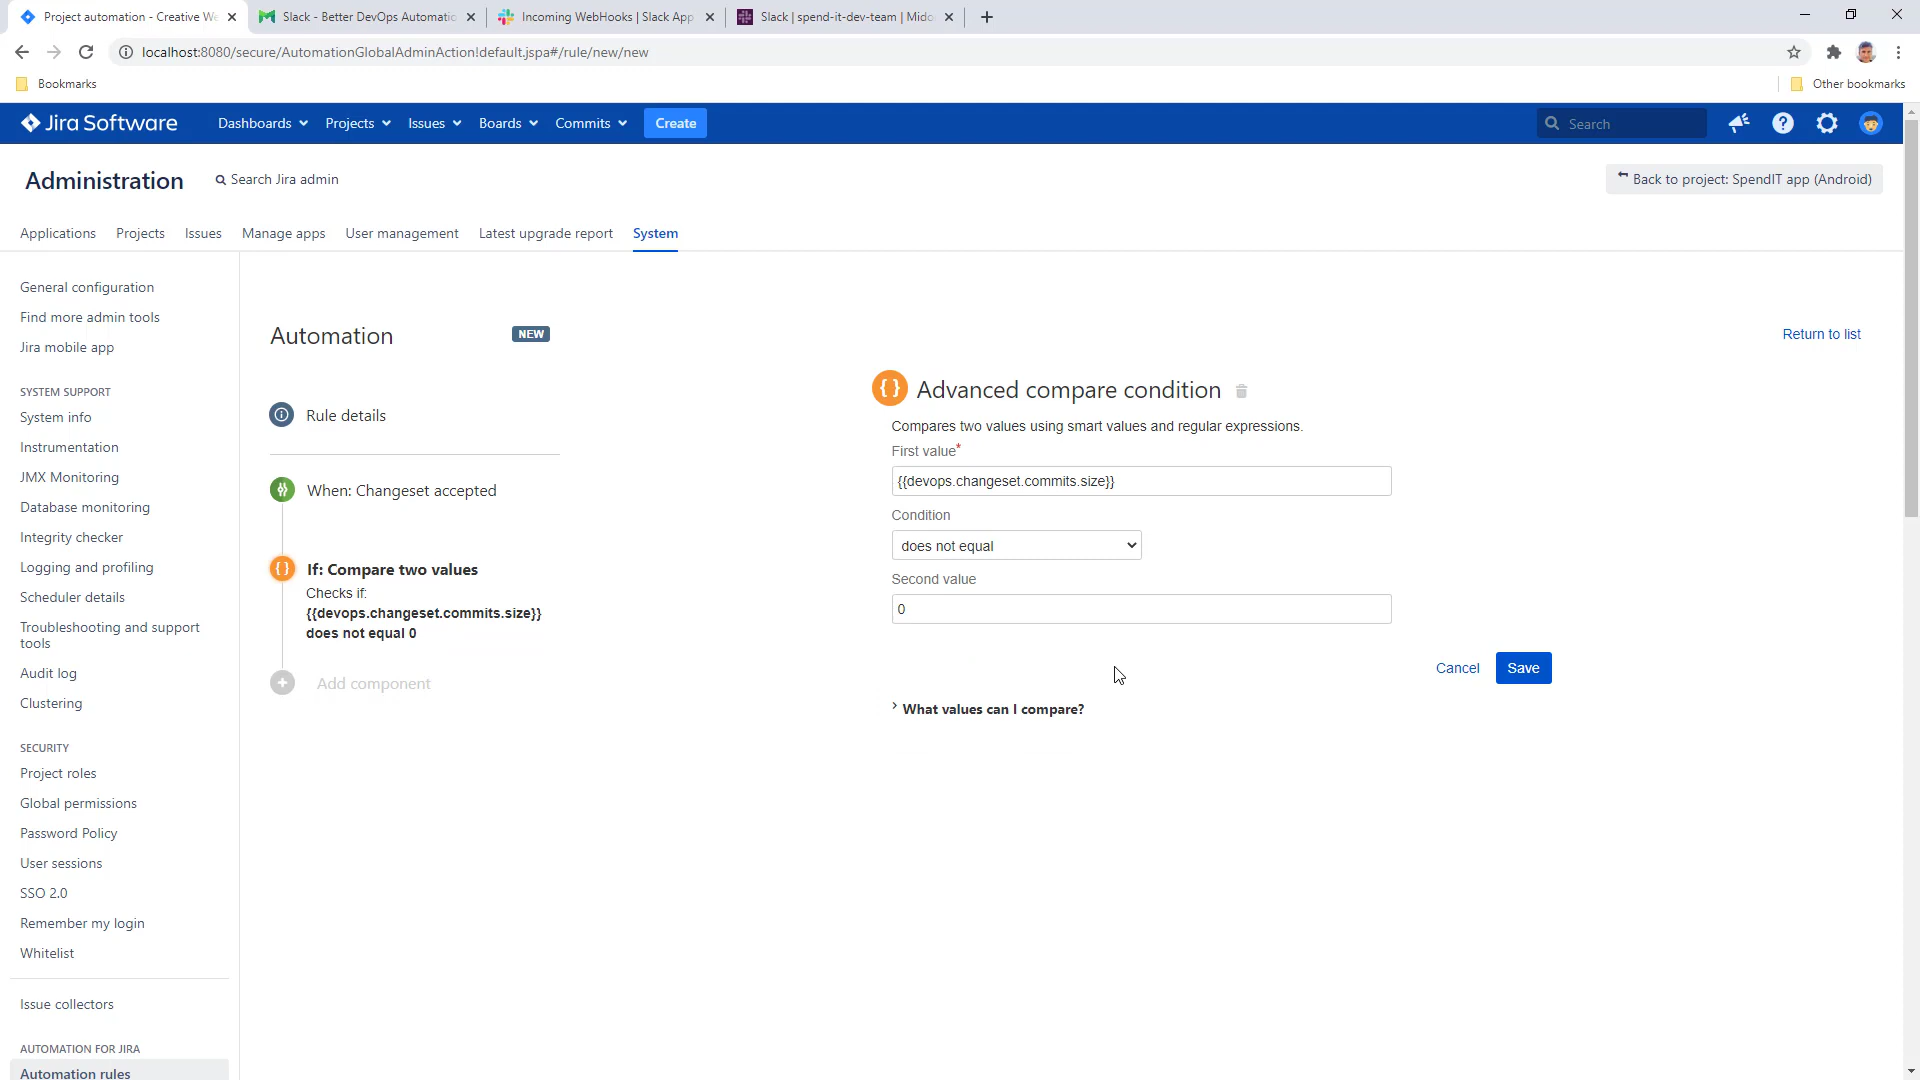 Project automation - Creative We
Slack - Better DevOps Automatic
Incoming WebHooks | Slack App
Slack | spend-it-dev-team | Mido
localhost:8080/secure/AutomationGlobalAdminAction!default.jspa#/rule/new/new
Bookmarks
Other bookmarks
Jira Software
Dashboards
Projects
Issues
Boards
Commits
Create
Search
Administration
Search Jira admin
Back to project: SpendIT app (Android)
Applications
Projects
Issues
Manage apps
User management
Latest upgrade report
System
General configuration
Find more admin tools
Jira mobile app
SYSTEM SUPPORT
System info
Instrumentation
JMX Monitoring
Database monitoring
Integrity checker
Logging and profiling
Scheduler details
Troubleshooting and support
tools
Audit log
Clustering
SECURITY
Project roles
Global permissions
Password Policy
User sessions
SSO 2.0
Remember my login
Whitelist
Issue collectors
AUTOMATION FOR JIRA
Automation rules
Automation
NEW
Return to list
Rule details
When: Changeset accepted
If: Compare two values
Checks if:
{{devops.changeset.commits.size}}
does not equal 0
Add component
Advanced compare condition
Compares two values using smart values and regular expressions.
First value*
{{devops.changeset.commits.size}}
Condition
does not equal
Second value
0
Cancel
Save
What values can I compare?